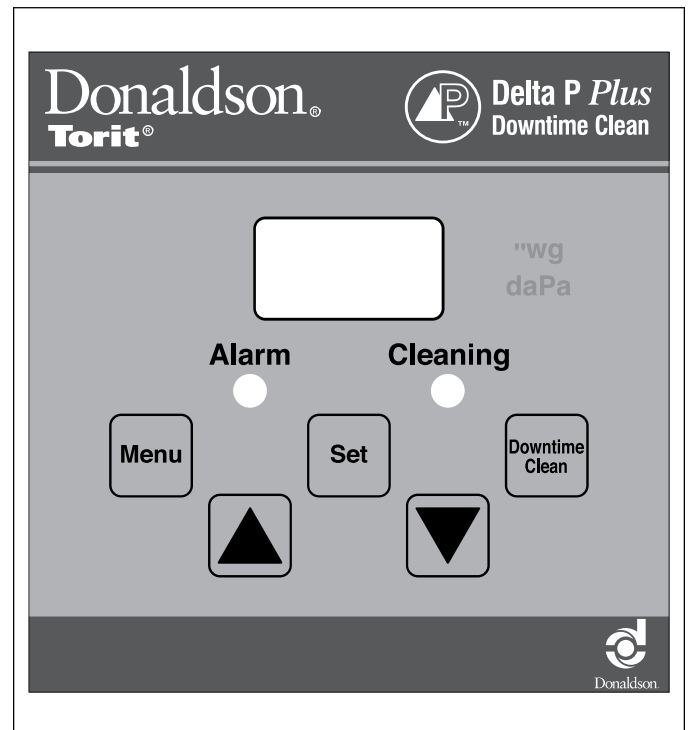 Donaldson®
Torit®
P™
Delta P Plus
Downtime Clean
"wg
daPa
Alarm
Cleaning
Menu
Set
Downtime
Clean
Donaldson.